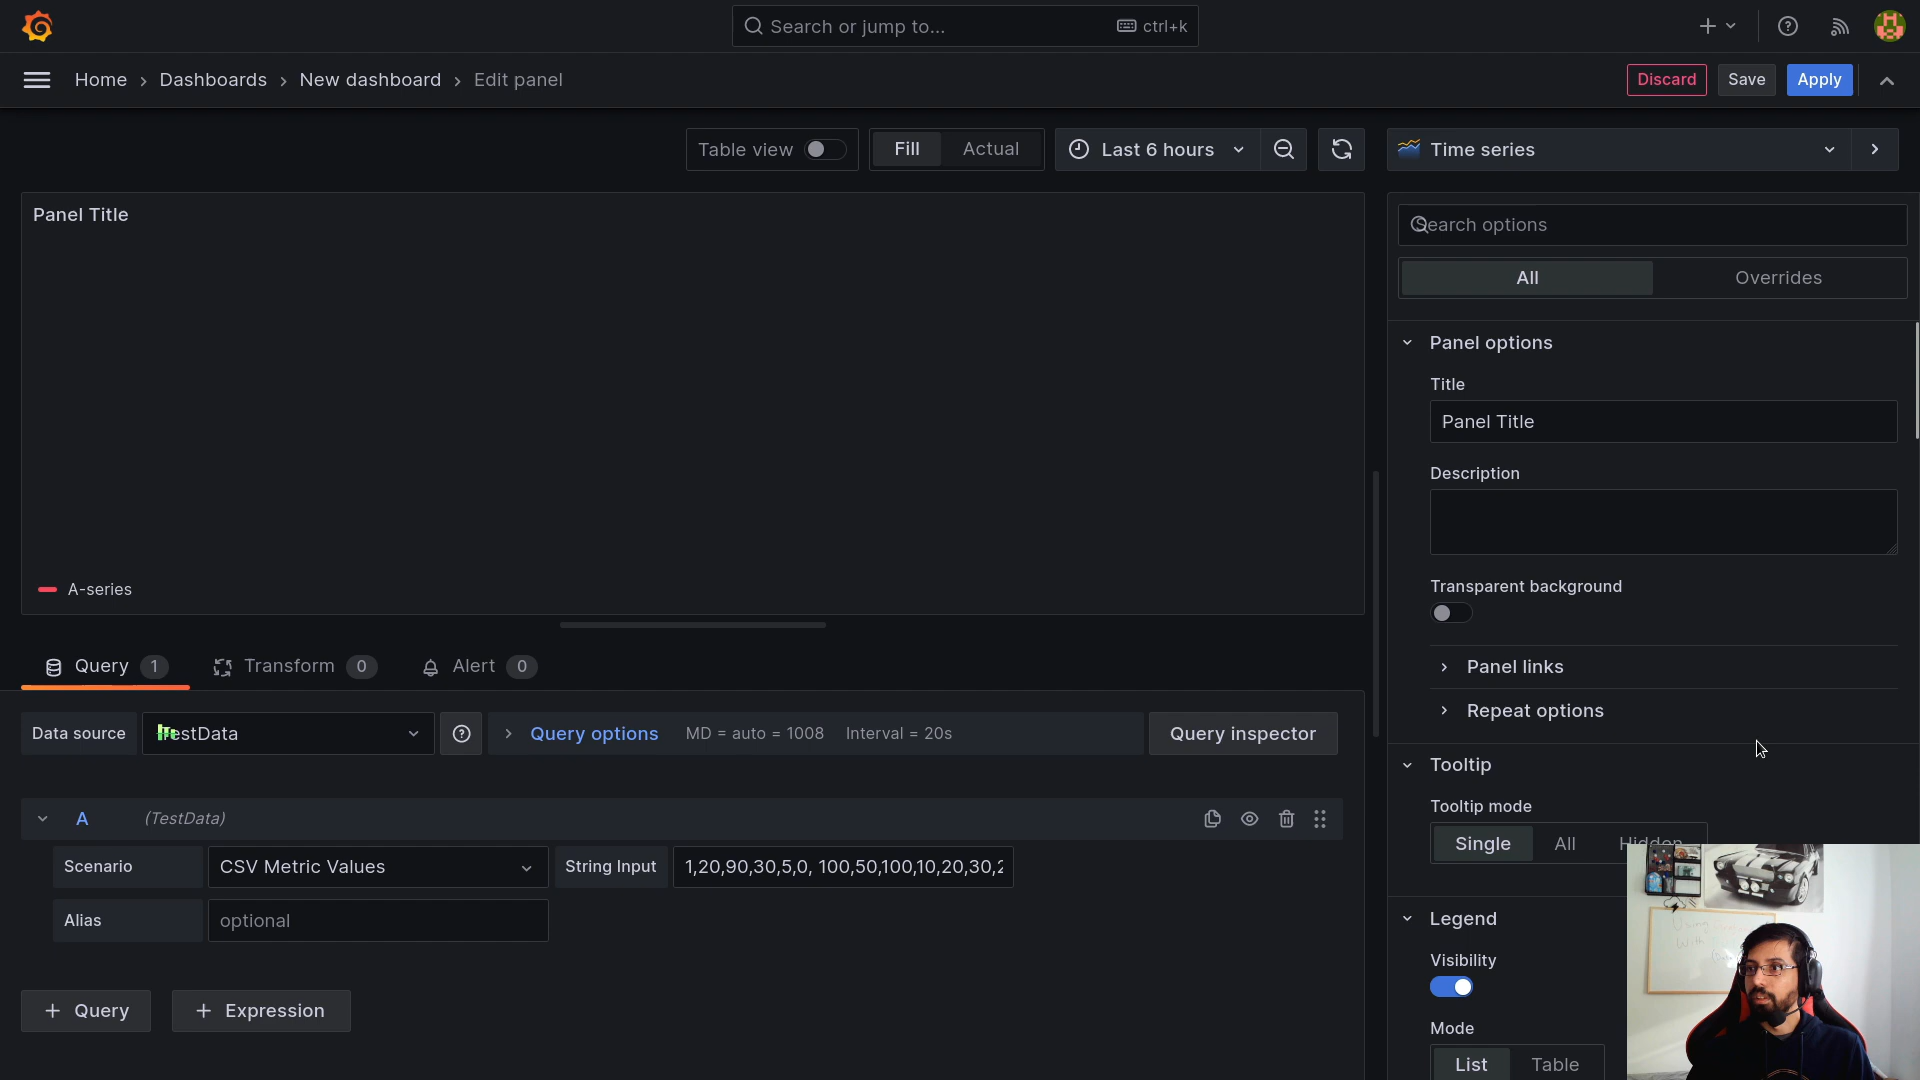 Search or jump to...
ctrl+k
Home › Dashboards › New dashboard › Edit panel
Discard
Save
Apply
Table view
Fill
Actual
Last 6 hours
Time series
Panel Title
Search options
All
Overrides
Panel options
Title
Panel Title
Description
Transparent background
A-series
Panel links
Repeat options
Query 1
Transform 0
Alert 0
Data source
TestData
Query options
MD = auto = 1008
Interval = 20s
Query inspector
Tooltip
Tooltip mode
Single
All
Hidden
A
(TestData)
Scenario
CSV Metric Values
String Input
1,20,90,30,5,0, 100,50,100,10,20,30,2
Alias
optional
Legend
Visibility
+ Query
+ Expression
Mode
List
Table